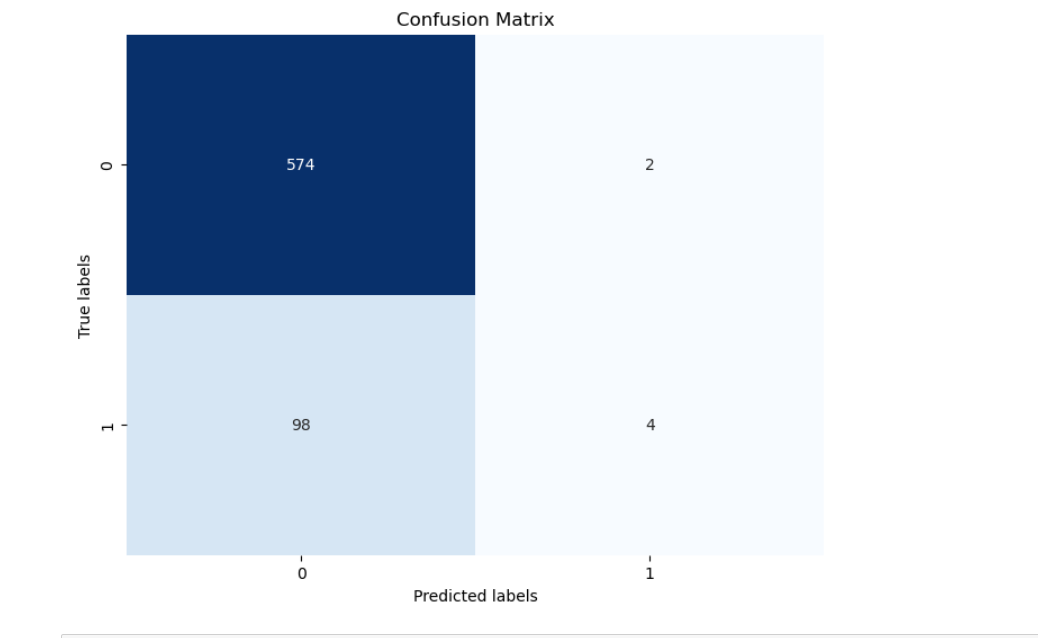 Confusion Matrix
0
574
2
True labels
1
98
4
0
1
Predicted labels